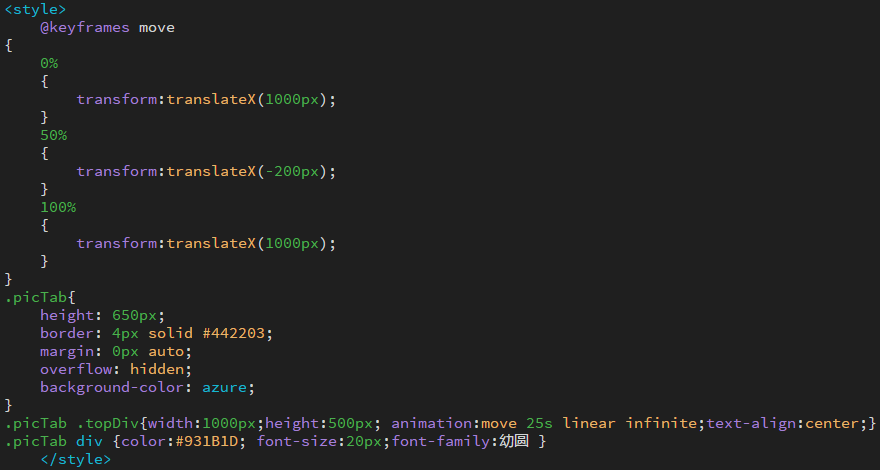 <style>
    @keyframes move
{
    0%
    {
        transform:translateX(1000px);
    }
    50%
    {
        transform:translateX(-200px);
    }
    100%
    {
        transform:translateX(1000px);
    }
}
.picTab{
    height: 650px;
    border: 4px solid #442203;
    margin: 0px auto;
    overflow: hidden;
    background-color: azure;
}
.picTab .topDiv{width:1000px;height:500px; animation:move 25s linear infinite;text-align:center;}
.picTab div {color:#931B1D; font-size:20px;font-family:幼圆 }
    </style>